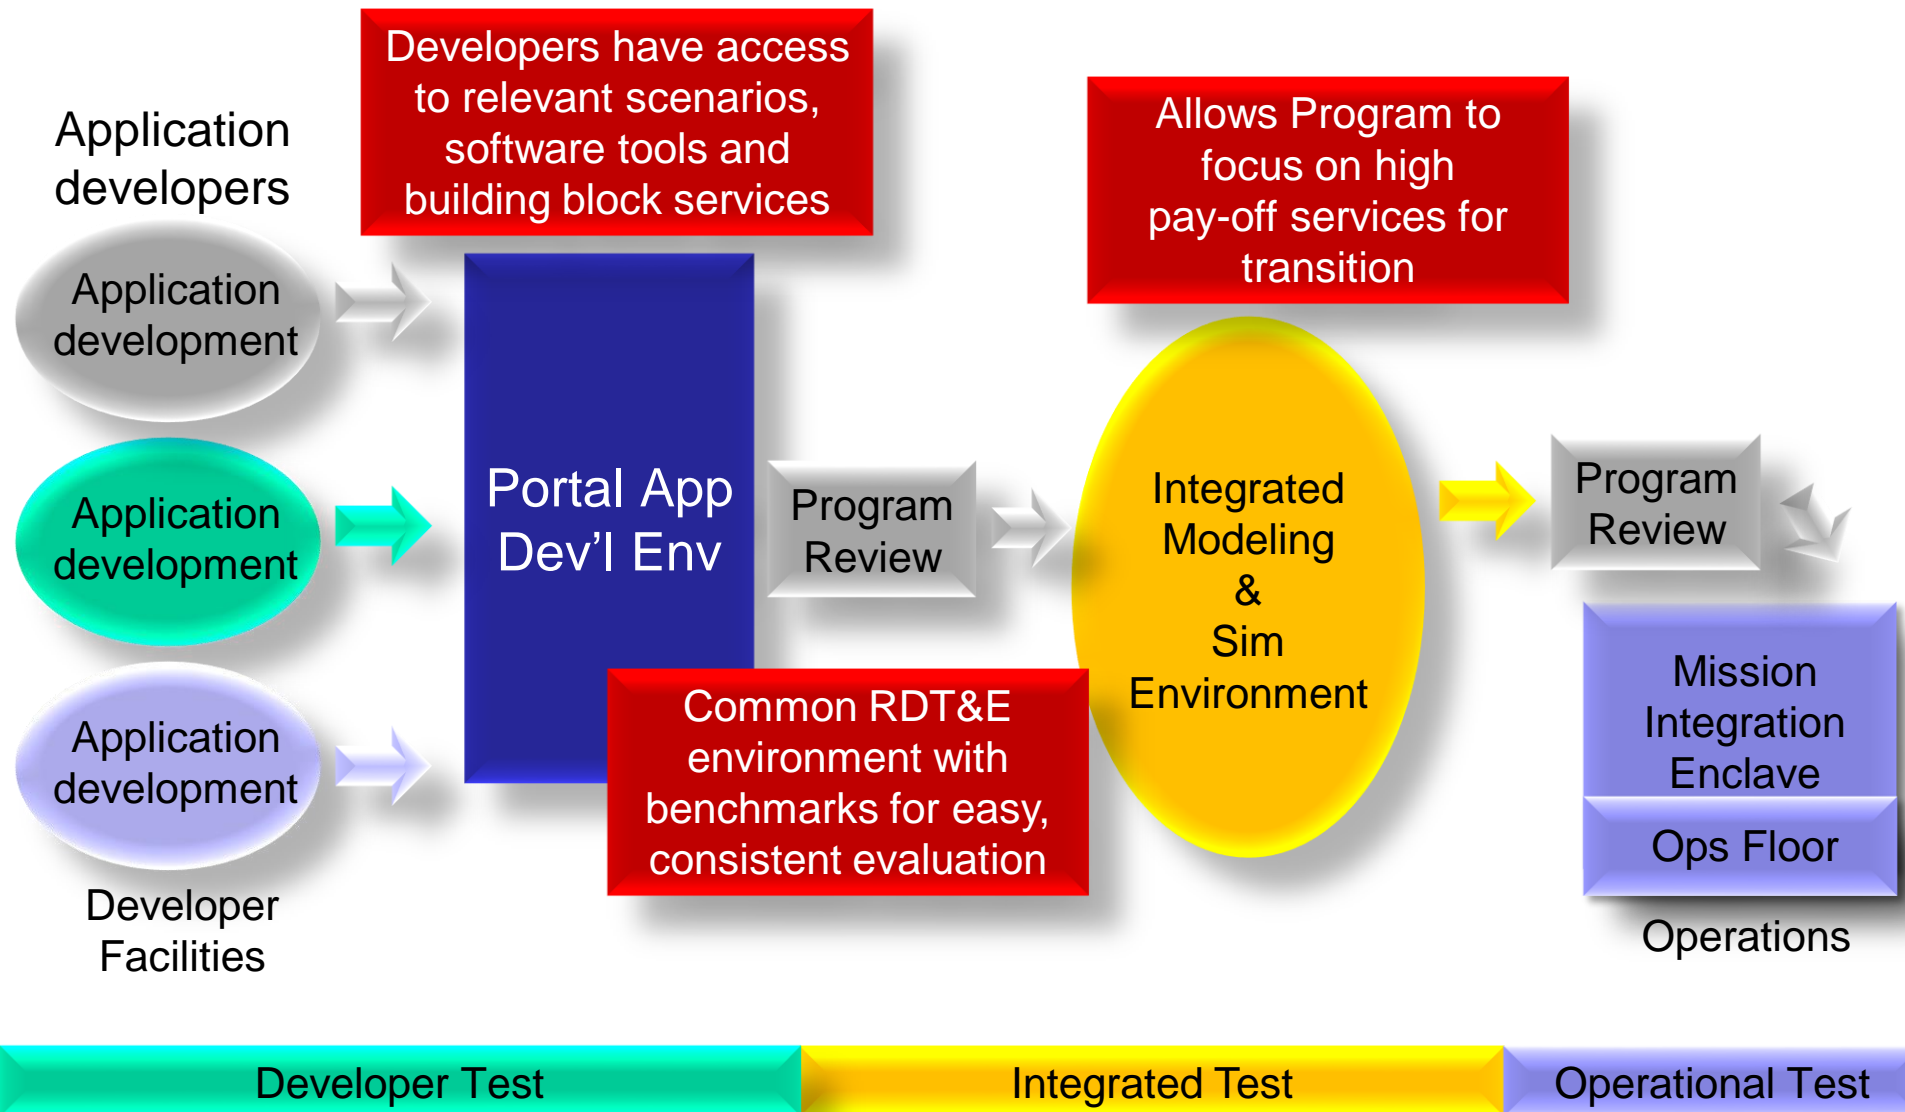 Developers have access
to relevant scenarios,
software tools and
building block services
Allows Program to
focus on high
pay-off services for
transition
Application
developers
Application
development
Application
development
Application
development
Developer
Facilities
Portal App
Dev’l Env
Program
Review
Common RDT&E
environment with
benchmarks for easy,
consistent evaluation
Integrated
Modeling
&
Sim
Environment
Program
Review
Mission
Integration
Enclave
Ops Floor
Operations
Developer Test
Integrated Test
Operational Test